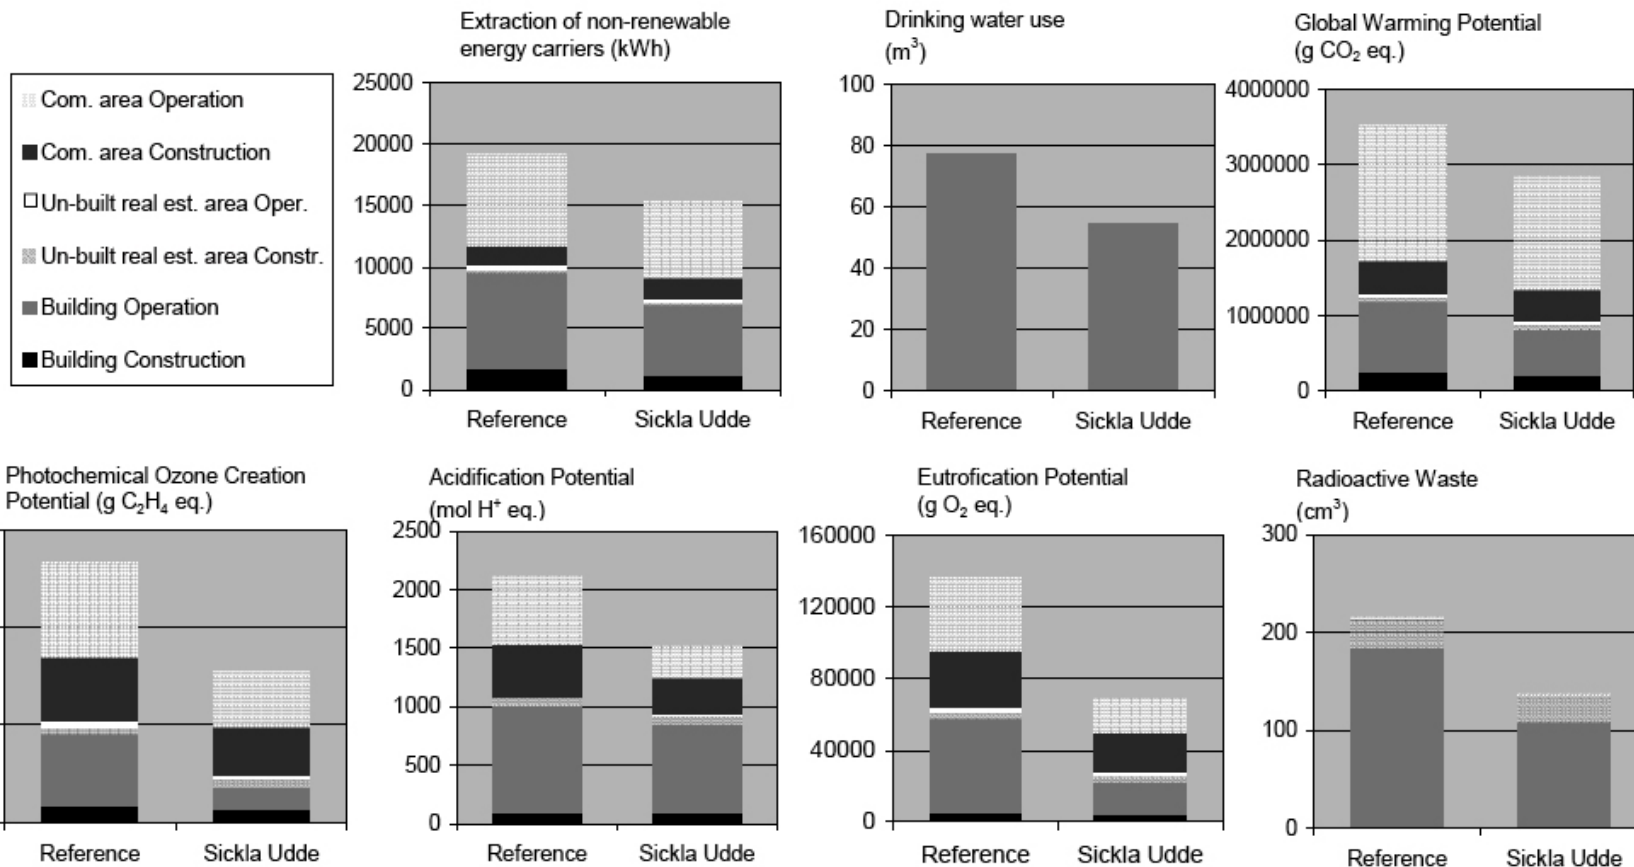 Com. area Operation
Com. area Construction
Un-built real est. area Oper.
Un-built real est. area Constr.
Building Operation
Building Construction
Extraction of non-renewable
energy carriers (kWh)
25000
20000
15000
10000
5000
0
Reference Sickla Udde
Drinking water use
(m³)
100
80
60
40
20
0
Reference Sickla Udde
Global Warming Potential
(g CO₂ eq.)
4000000
3000000
2000000
1000000
0
Reference Sickla Udde
Photochemical Ozone Creation
Potential (g C₂H₄ eq.)
Reference Sickla Udde
Acidification Potential
(mol H⁺ eq.)
2500
2000
1500
1000
500
0
Reference Sickla Udde
Eutrofication Potential
(g O₂ eq.)
160000
120000
80000
40000
0
Reference Sickla Udde
Radioactive Waste
(cm³)
300
200
100
0
Reference Sickla Udde